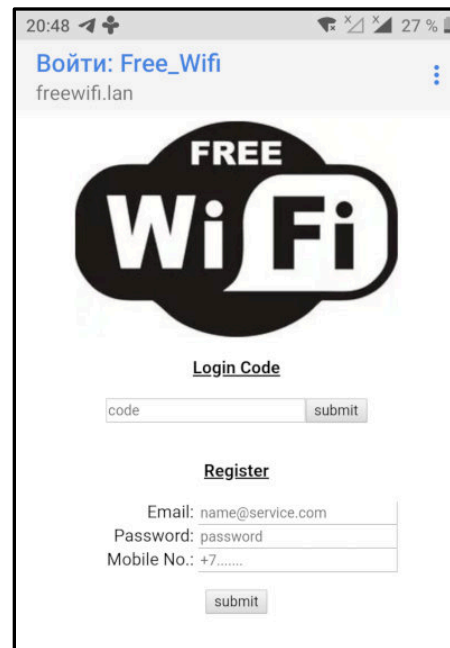 20:48 27 %
Войти: Free_Wifi
freewifi.lan
FREE
WiFi
Login Code
code submit
Register
Email: name@service.com
Password: password
Mobile No.: +7.......
submit